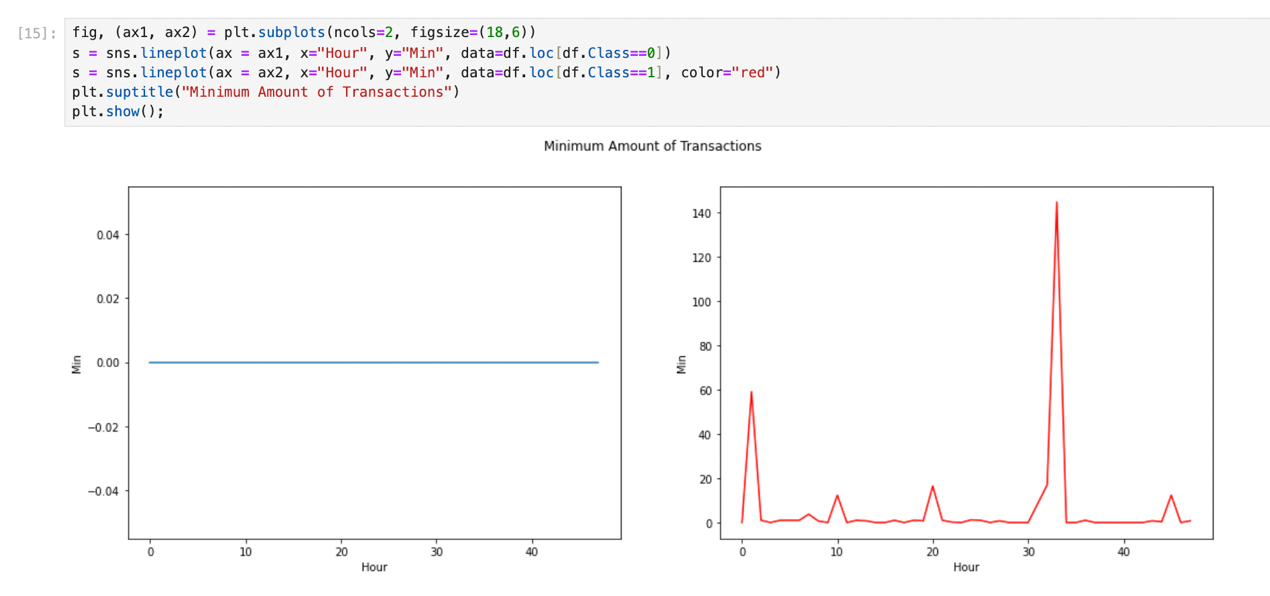 [15]: fig, (ax1, ax2) = plt.subplots(ncols=2, figsize=(18,6))
s = sns.lineplot(ax = ax1, x="Hour", y="Min", data=df.loc[df.Class==0])
s = sns.lineplot(ax = ax2, x="Hour", y="Min", data=df.loc[df.Class==1], color="red")
plt.suptitle("Minimum Amount of Transactions")
plt.show();
Minimum Amount of Transactions
Min
0.04
0.02
0.00
−0.02
−0.04
0 10 20 30 40
Hour
Min
140
120
100
80
60
40
20
0
0 10 20 30 40
Hour